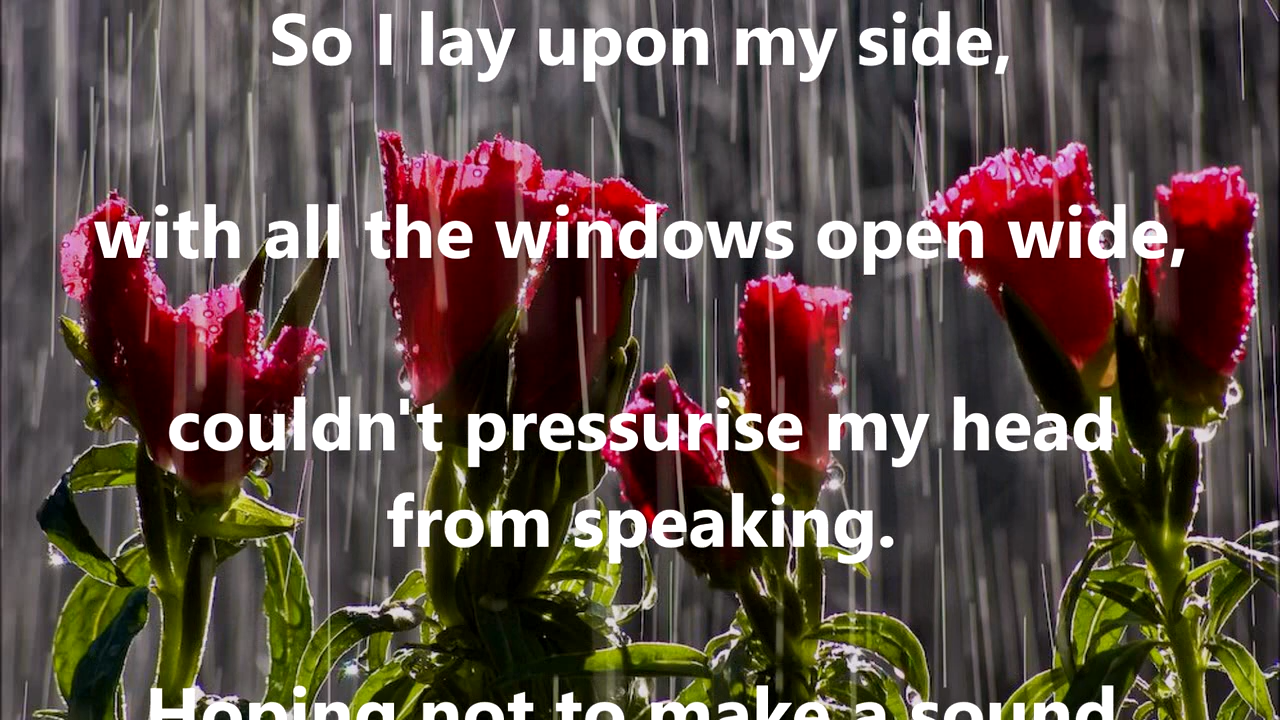 So I lay upon my side,
with all the windows open wide,
couldn't pressurise my head
from speaking.
Hoping not to make a sound